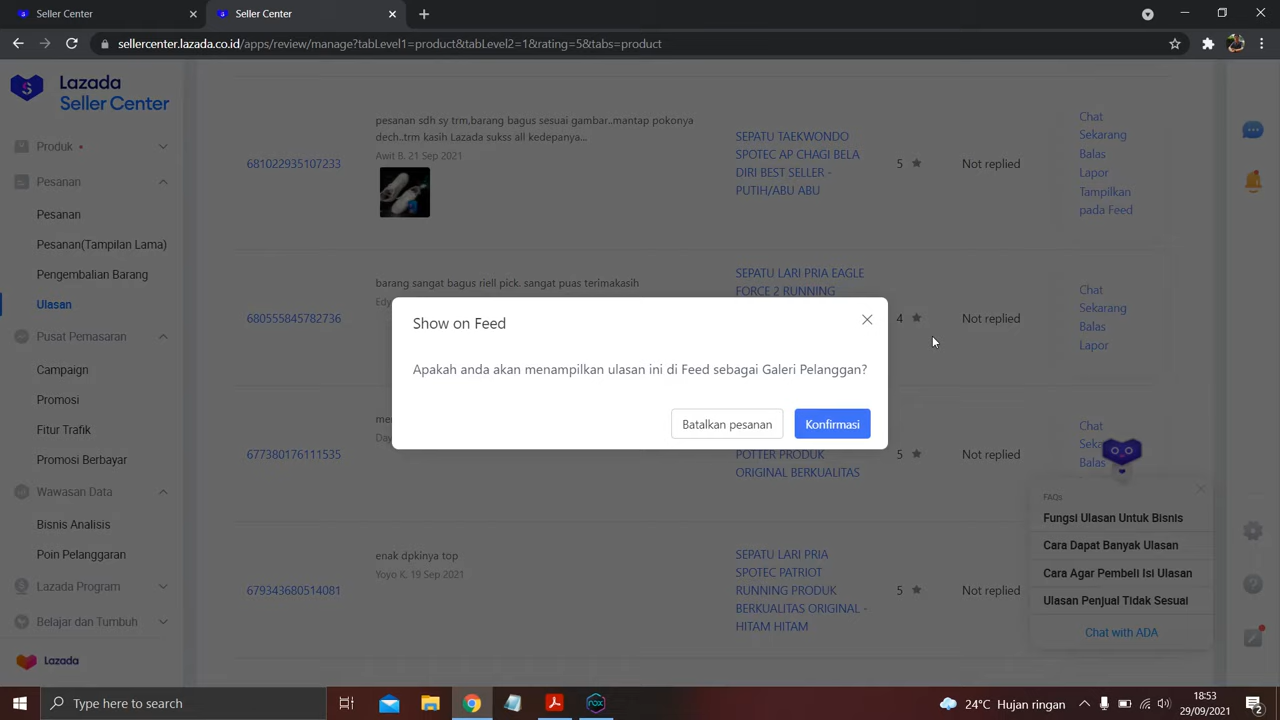 Seller Center
Seller Center
sellercenter.lazada.co.id/apps/review/manage?tabLevel1=product&tabLevel2=1&rating=5&tabs=product
Lazada
Seller Center
Produk
Pesanan
Pesanan
Pesanan(Tampilan Lama)
Pengembalian Barang
Ulasan
Pusat Pemasaran
Campaign
Promosi
Fitur Trafik
Promosi Berbayar
Wawasan Data
Bisnis Analisis
Poin Pelanggaran
Lazada Program
Belajar dan Tumbuh
Lazada
681022935107233
pesanan sdh sy trm,barang bagus sesuai gambar..mantap pokonya
dech..trm kasih Lazada sukss all kedepanya...
Awit B. 21 Sep 2021
SEPATU TAEKWONDO
SPOTEC AP CHAGI BELA
DIRI BEST SELLER -
PUTIH/ABU ABU
5
Not replied
Chat
Sekarang
Balas
Lapor
Tampilkan
pada Feed
680555845782736
barang sangat bagus riell pick. sangat puas terimakasih
Edy
SEPATU LARI PRIA EAGLE
FORCE 2 RUNNING
4
Not replied
Chat
Sekarang
Balas
Lapor
Show on Feed
Apakah anda akan menampilkan ulasan ini di Feed sebagai Galeri Pelanggan?
Batalkan pesanan
Konfirmasi
677380176111535
POTTER PRODUK
ORIGINAL BERKUALITAS
5
Not replied
Chat
Balas
679343680514081
enak dpkinya top
Yoyo K. 19 Sep 2021
SEPATU LARI PRIA
SPOTEC PATRIOT
RUNNING PRODUK
BERKUALITAS ORIGINAL -
HITAM HITAM
5
Not replied
FAQs
Fungsi Ulasan Untuk Bisnis
Cara Dapat Banyak Ulasan
Cara Agar Pembeli Isi Ulasan
Ulasan Penjual Tidak Sesuai
Chat with ADA
Type here to search
24°C Hujan ringan
18:53
29/09/2021
2